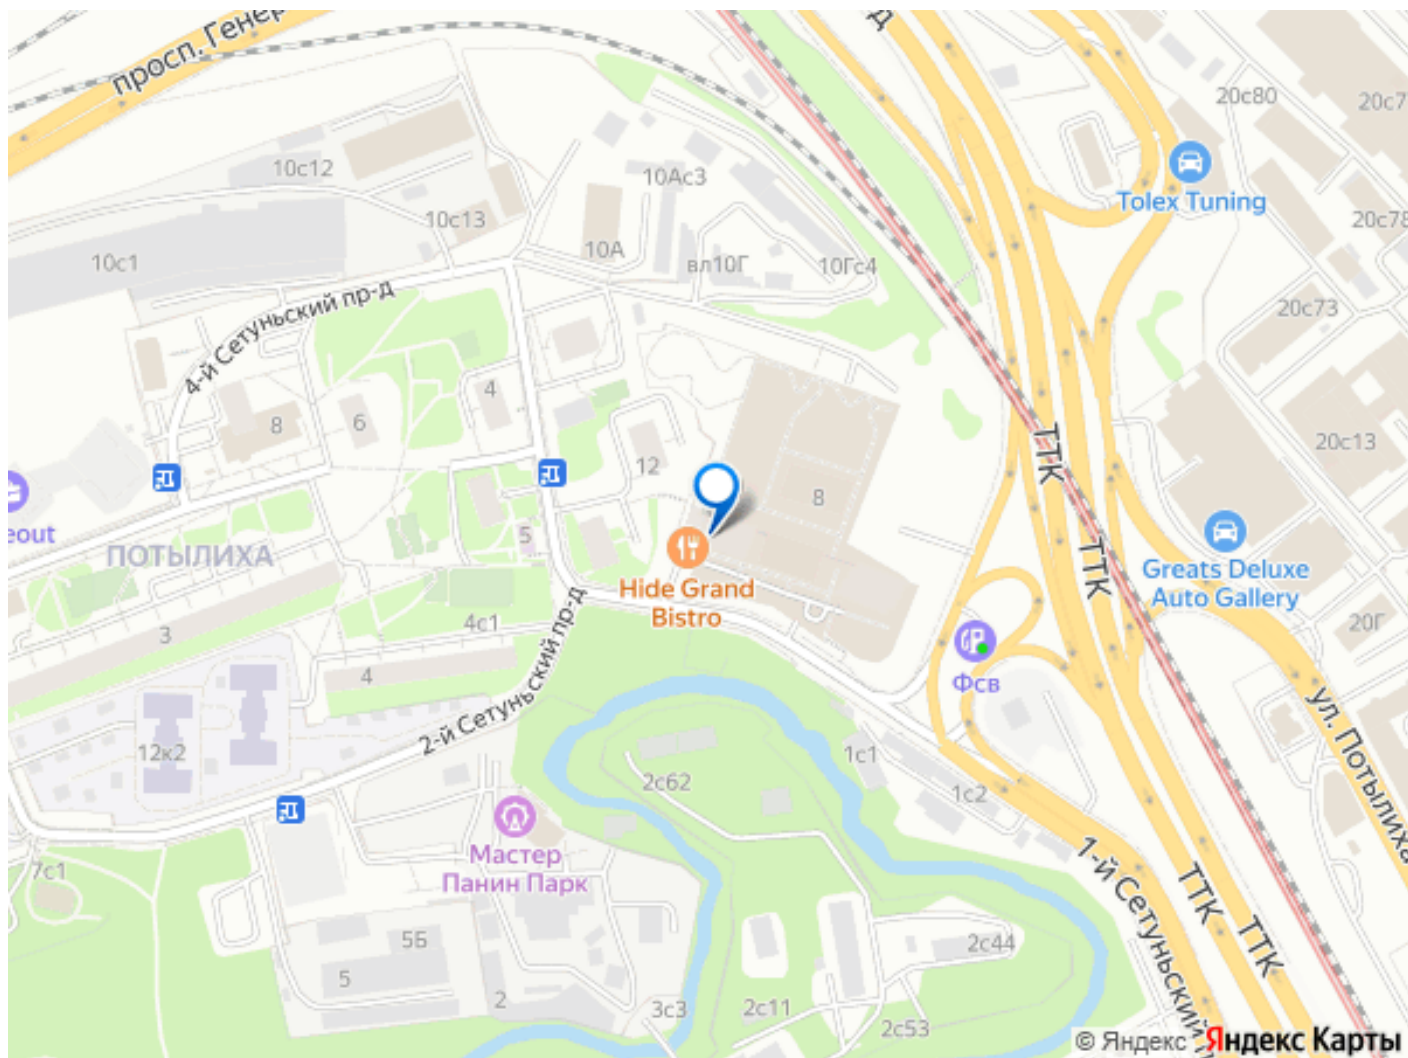 просп. Генер
д
20с80
20с7
10с12
10Ас3
Tolex Tuning
10с13
20с78
10с1
10А
вл10Г
10Гс4
4-й Сетуньский пр-д
20с73
4
6
8
20с13
12
8
ТТК
eout
ПОТЫЛИХА
5
ТТК
Hide Grand
Bistro
Greats Deluxe
Auto Gallery
3
4с1
20Г
4
2-й Сетуньский пр-д
Фсв
ул. Потылиха
12к2
2с62
1с1
1с2
Мастер
Панин Парк
7с1
1-й Сетуньский
ТТК
ТТК
5Б
5
2
3с3
2с11
2с44
2с53
© Яндекс Яндекс Карты